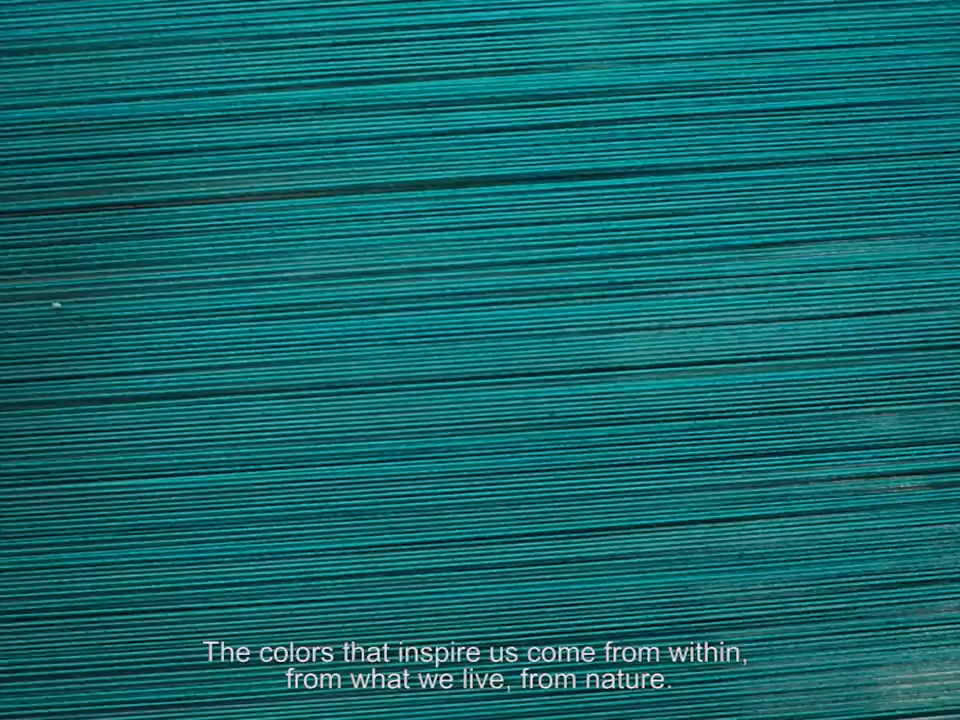 The colors that inspire us come from within,
from what we live, from nature.